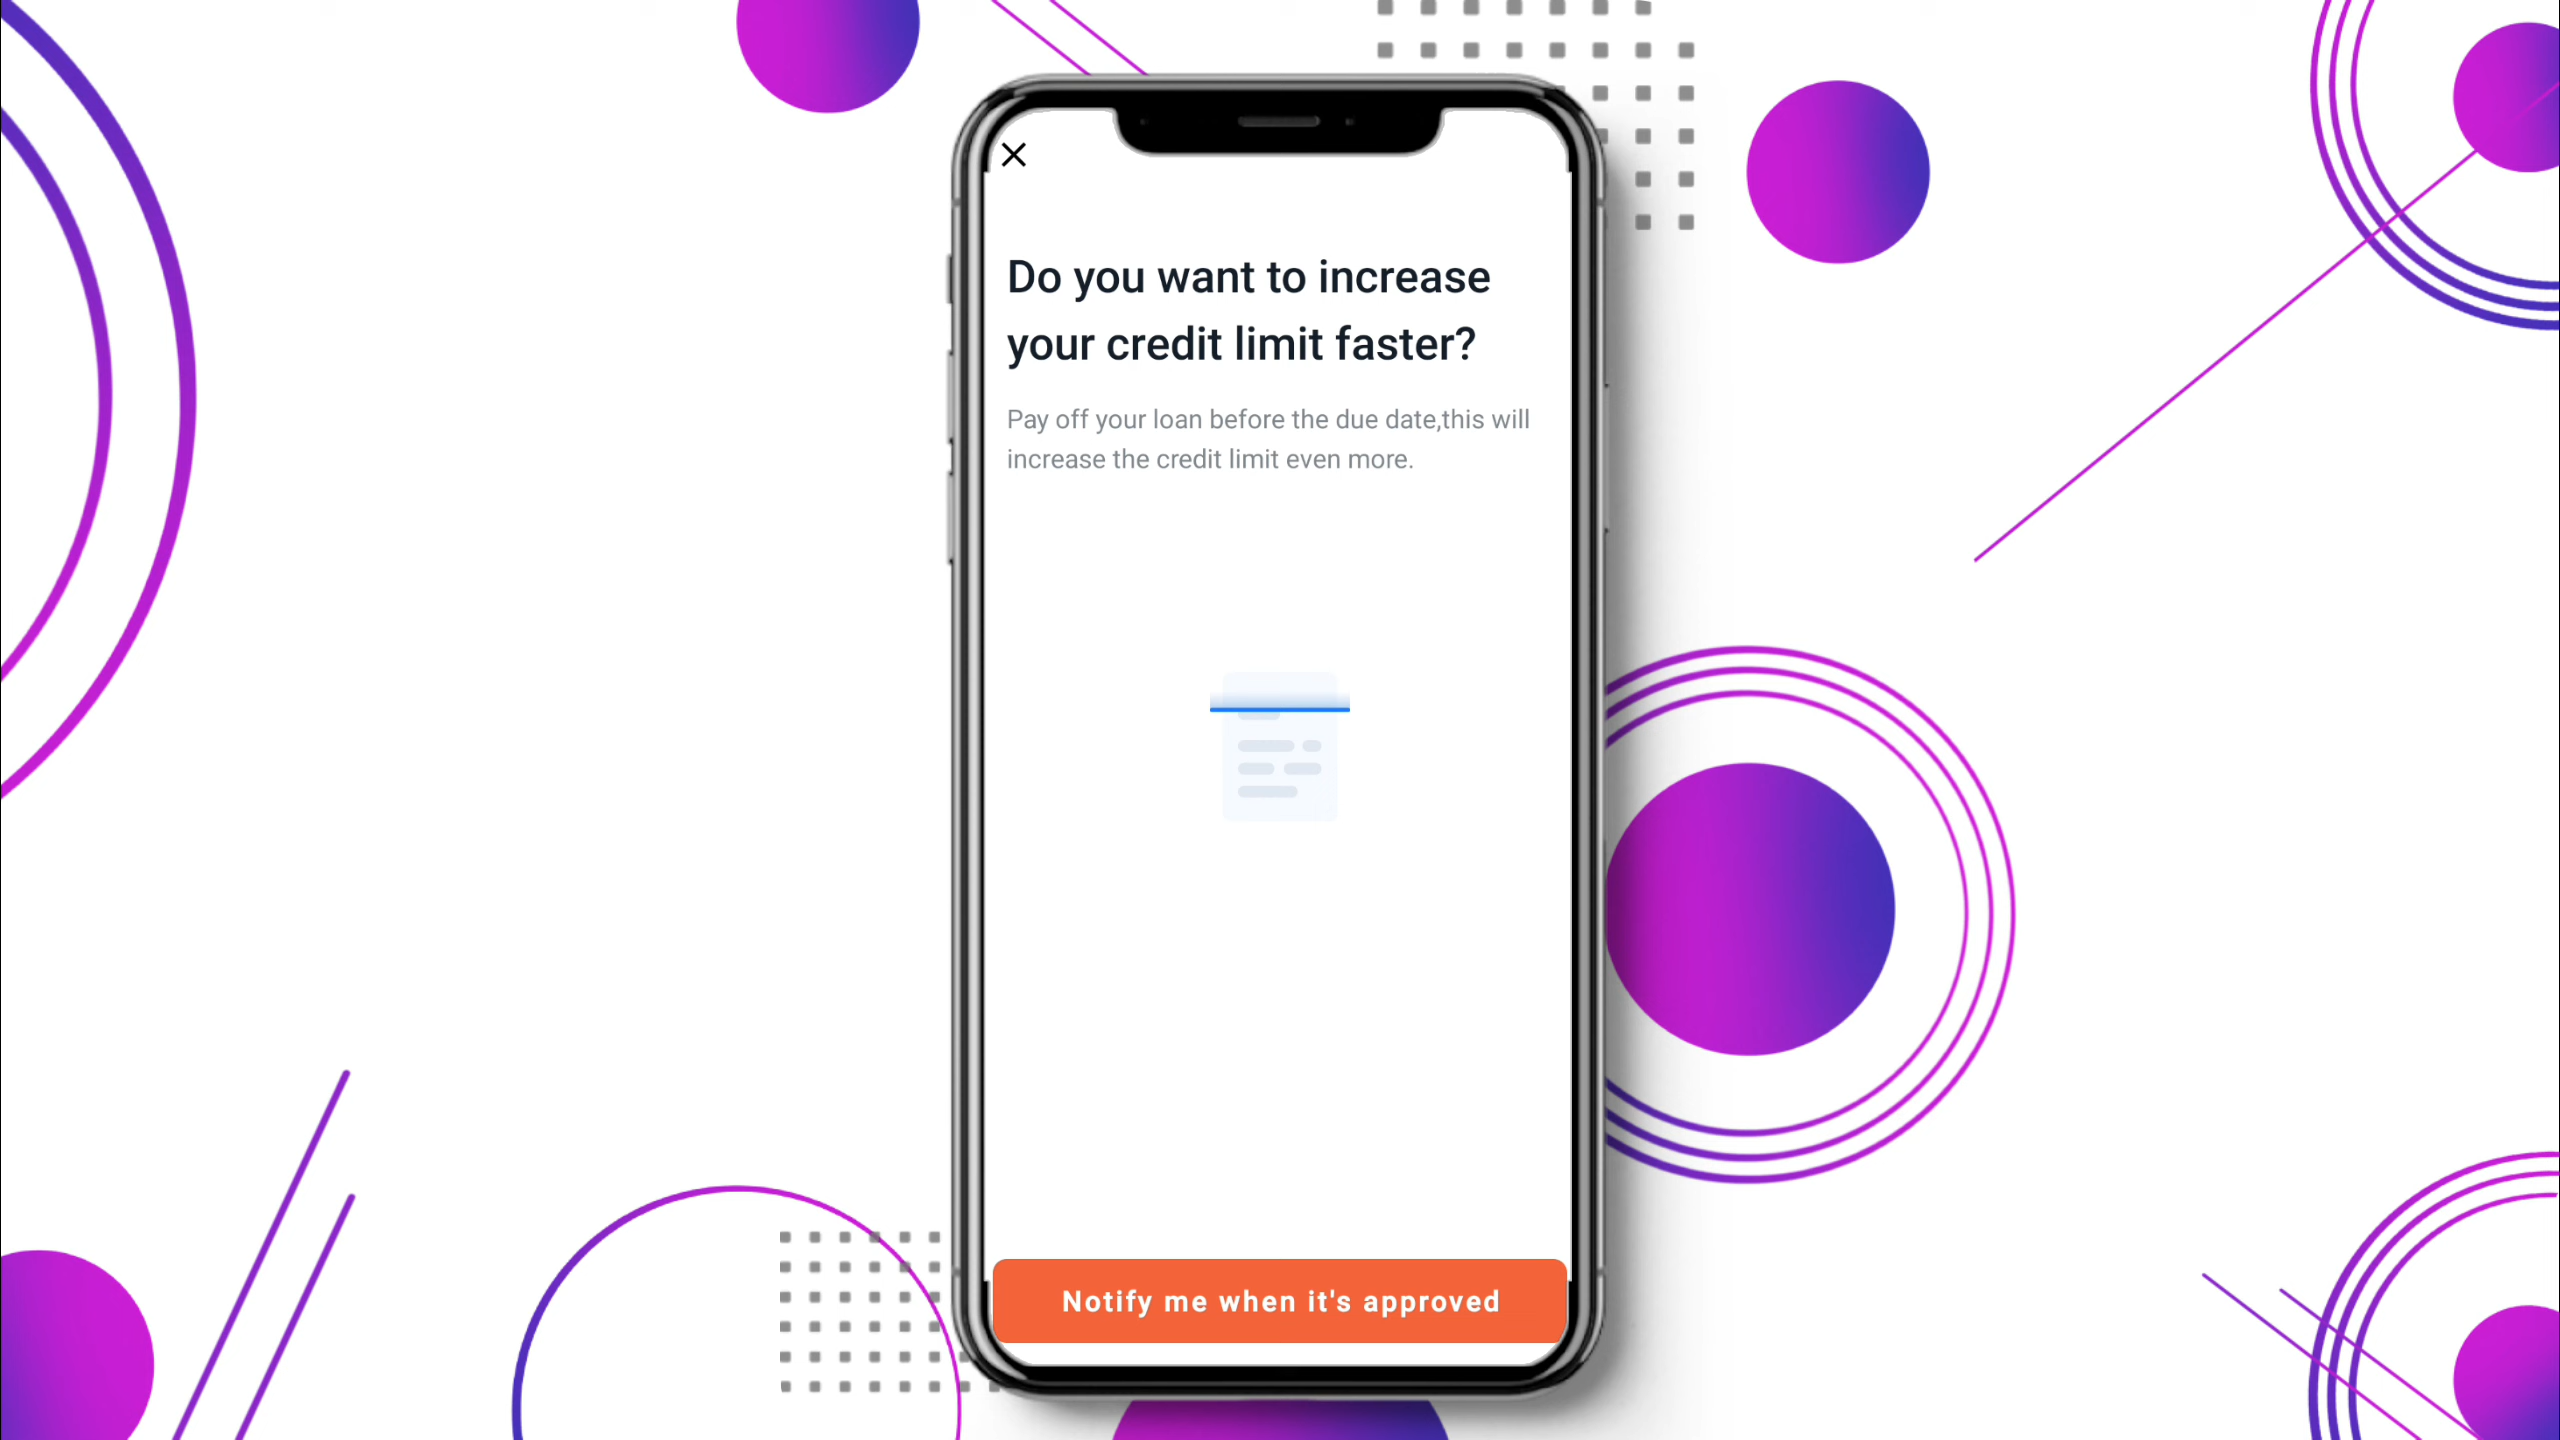 Do you want to increase
your credit limit faster?
Pay off your loan before the due date,this will
increase the credit limit even more.
Notify me when it's approved